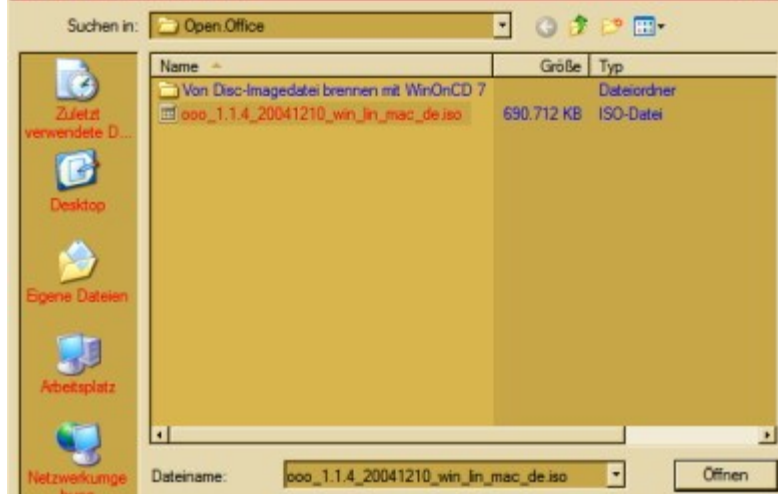 Suchen in: Open.Office
Name Größe Typ
Von Disc-Imagedatei brennen mit WinOnCD 7 Dateiordner
ooo_1.1.4_20041210_win_lin_mac_de.iso 690.712 KB ISO-Datei
Zuletzt
verwendete D...
Desktop
Eigene Dateien
Arbeitsplatz
Netzwerkumge
Dateiname: ooo_1.1.4_20041210_win_lin_mac_de.iso Öffnen